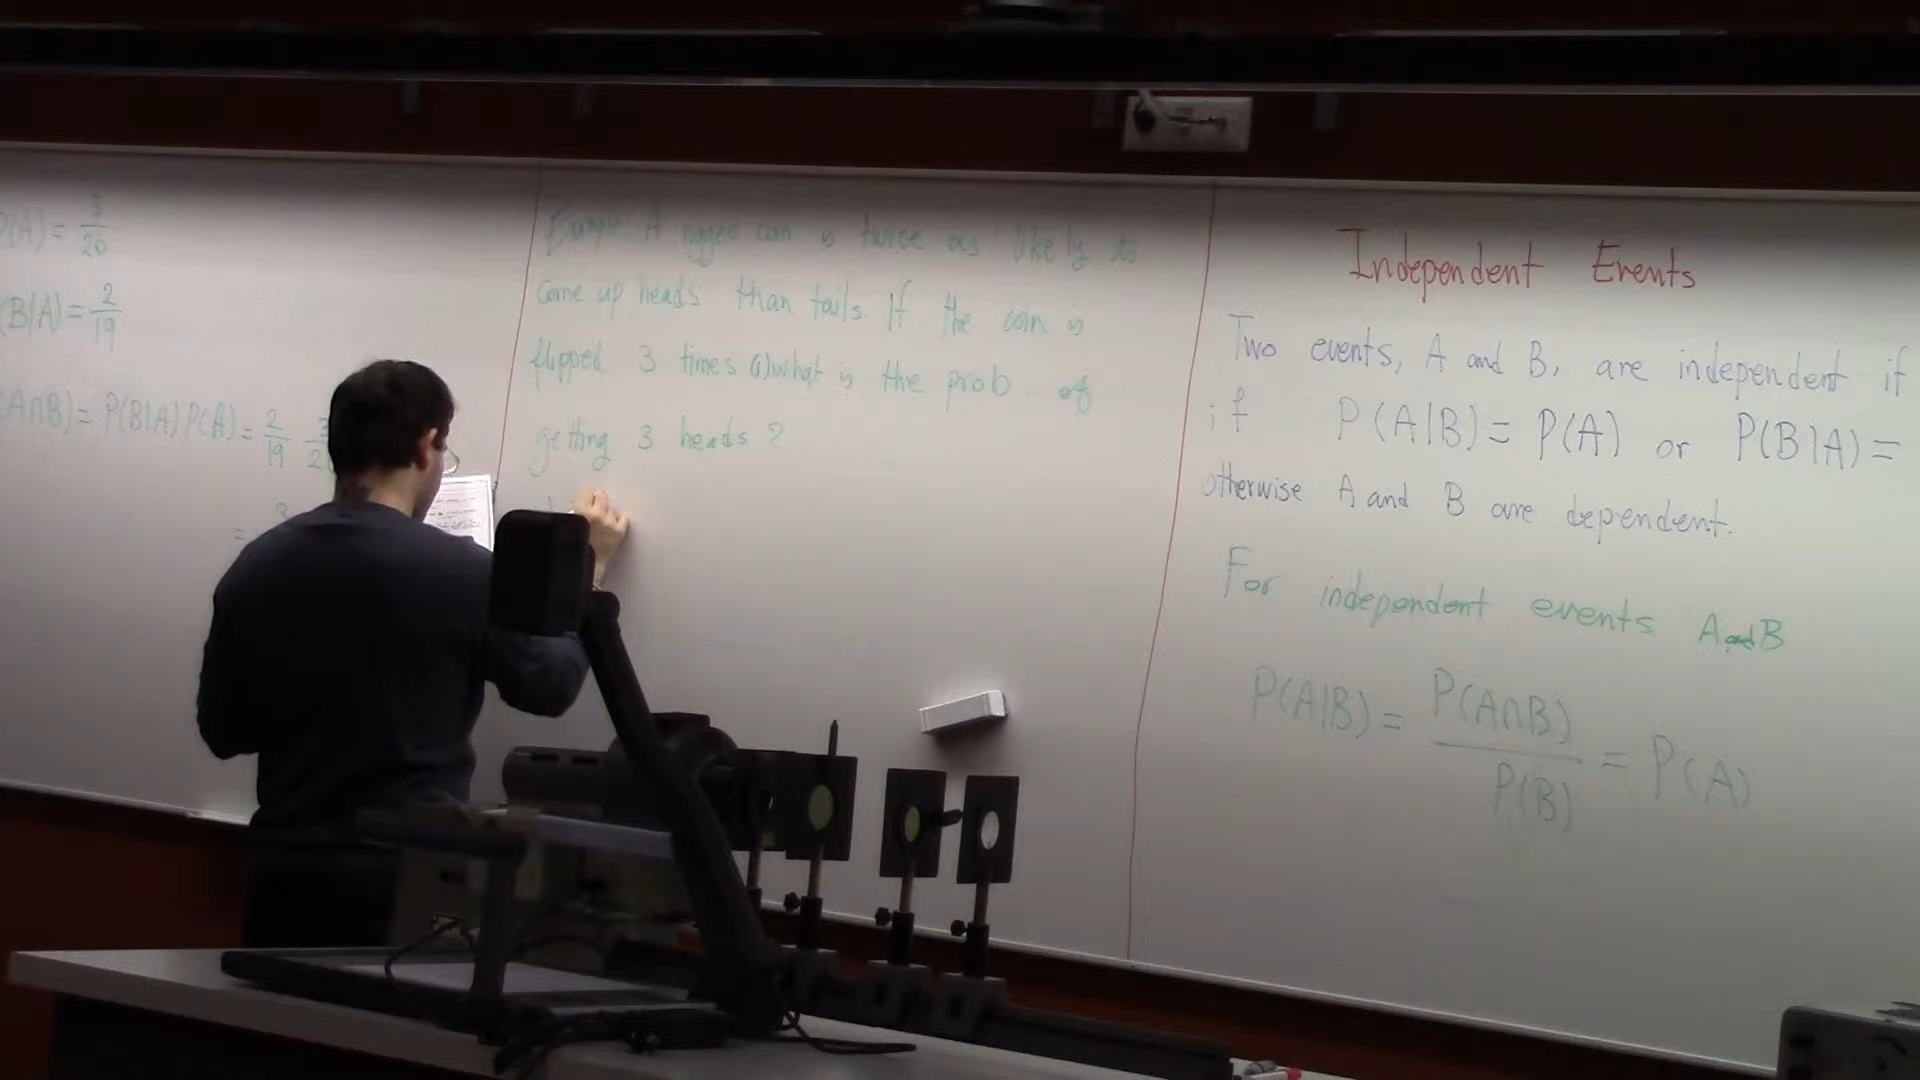 P(A) = 3/20
(B|A) = 2/19
(A∩B) = P(B|A) P(A) = 2/19 3/2
=
Example A rigged coin is twice as likely to
come up heads than tails. If the coin is
flipped 3 times a) what is the prob. of
getting 3 heads ?
Independent Events
Two events, A and B, are independent if
if P(A|B) = P(A) or P(B|A) =
otherwise A and B are dependent.
For independent events A and B
P(A|B) = P(A∩B)/P(B) = P(A)